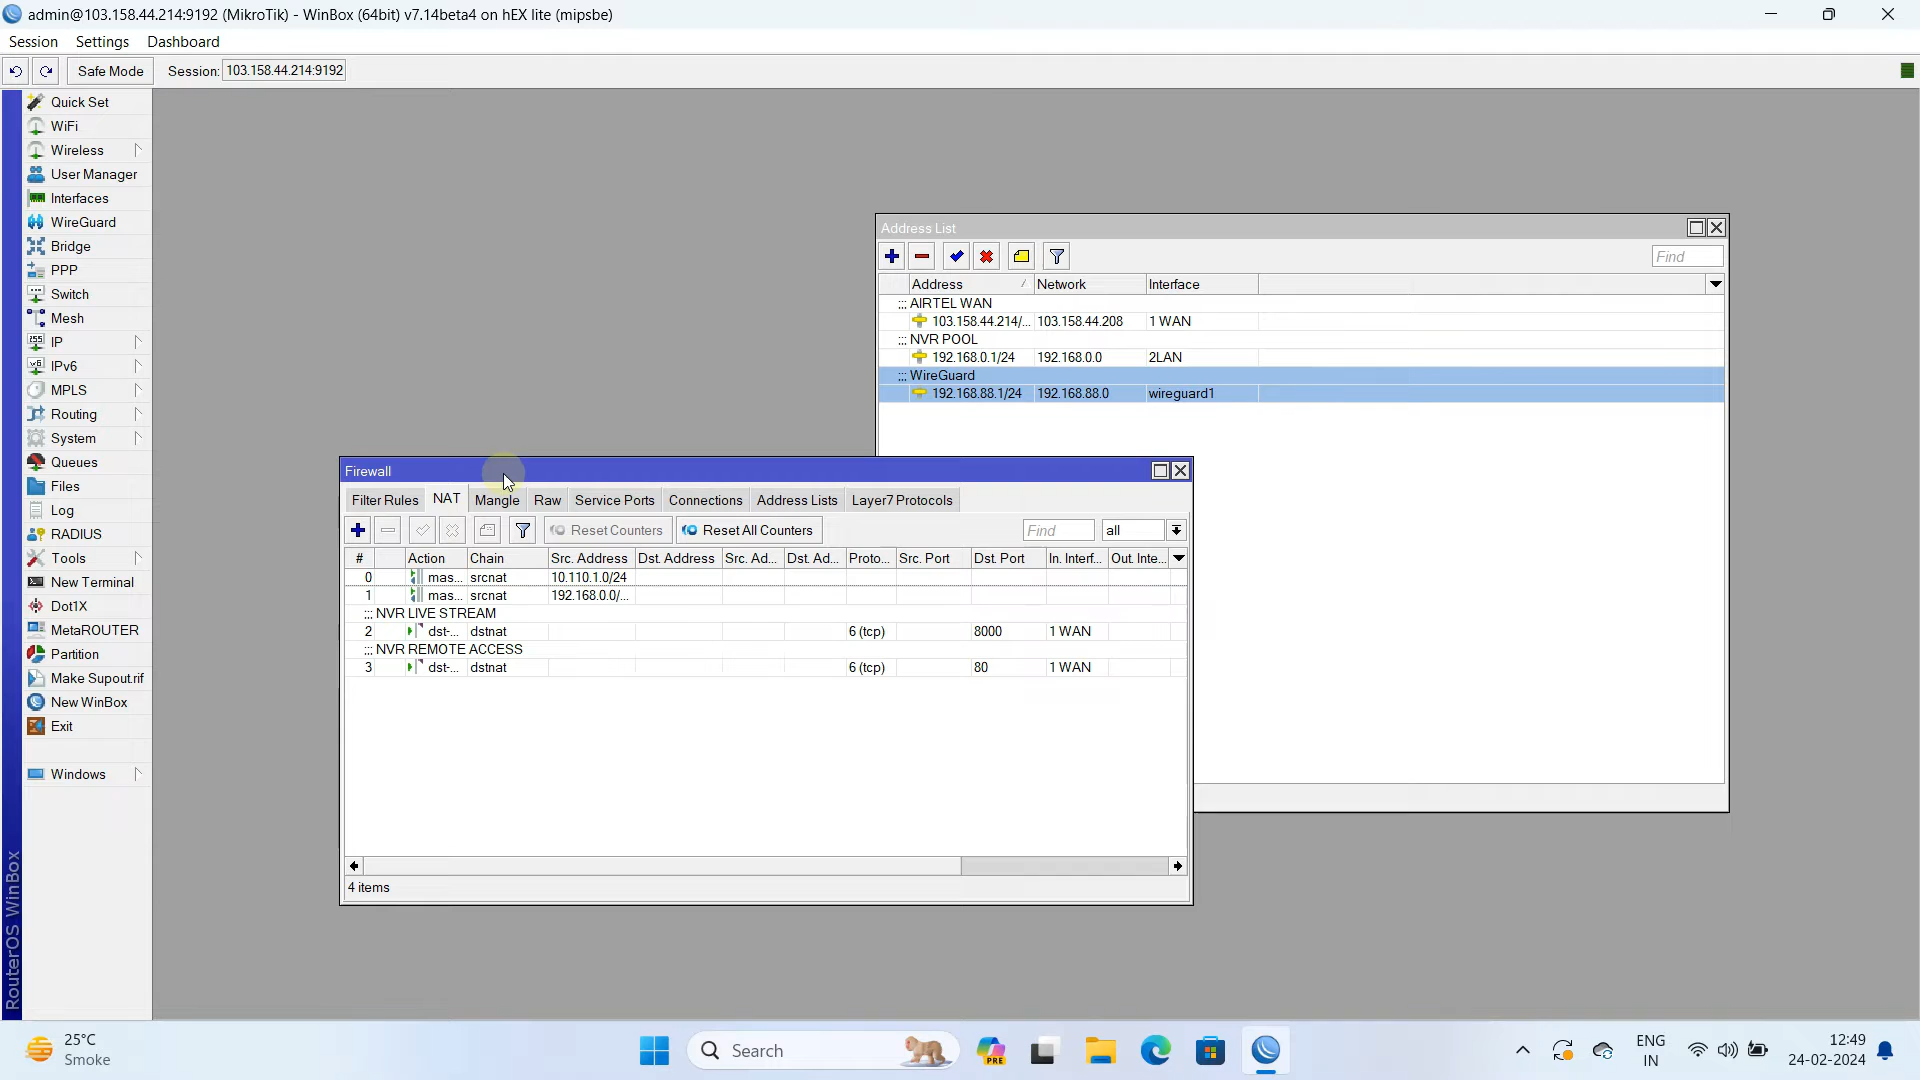 admin@103.158.44.214:9192 (MikroTik) - WinBox (64bit) v7.14beta4 on hEX lite (mipsbe)
Session Settings Dashboard
Safe Mode Session: 103.158.44.214:9192
Quick Set
WiFi
Wireless
User Manager
Interfaces
WireGuard
Bridge
PPP
Switch
Mesh
IP
IPv6
MPLS
Routing
System
Queues
Files
Log
RADIUS
Tools
New Terminal
Dot1X
MetaROUTER
Partition
Make Supout.rif
New WinBox
Exit
Windows
RouterOS WinBox
Address List
Find
Address Network Interface
;;; AIRTEL WAN
103.158.44.214/... 103.158.44.208 1 WAN
;;; NVR POOL
192.168.0.1/24 192.168.0.0 2LAN
;;; WireGuard
192.168.88.1/24 192.168.88.0 wireguard1
Firewall
Filter Rules NAT Mangle Raw Service Ports Connections Address Lists Layer7 Protocols
Reset Counters Reset All Counters Find all
# Action Chain Src. Address Dst. Address Src. Ad... Dst. Ad... Proto... Src. Port Dst. Port In. Interf... Out. Inte...
0 mas... srcnat 10.110.1.0/24
1 mas... srcnat 192.168.0.0/...
;;; NVR LIVE STREAM
2 dst-... dstnat 6 (tcp) 8000 1 WAN
;;; NVR REMOTE ACCESS
3 dst-... dstnat 6 (tcp) 80 1 WAN
4 items
25°C
Smoke
Search
PRE
ENG
IN
12:49
24-02-2024